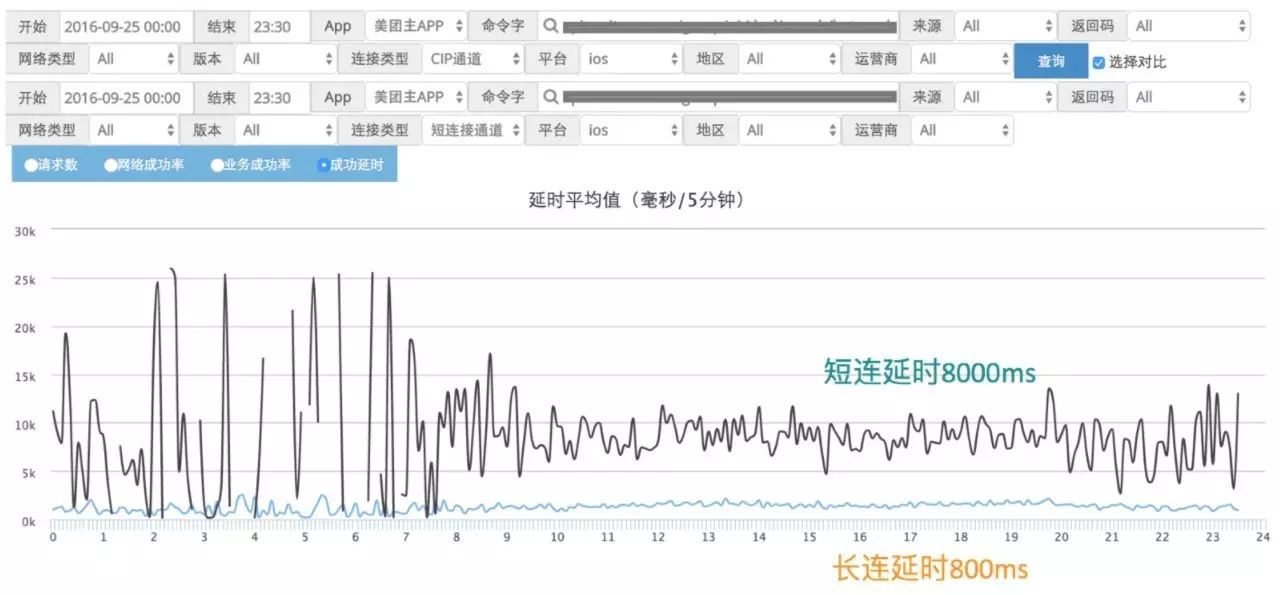 开始 2016-09-25 00:00 结束 23:30 App 美团主APP 命令字 来源 All 返回码 All
网络类型 All 版本 All 连接类型 CIP通道 平台 ios 地区 All 运营商 All 查询 选择对比
开始 2016-09-25 00:00 结束 23:30 App 美团主APP 命令字 来源 All 返回码 All
网络类型 All 版本 All 连接类型 短连接通道 平台 ios 地区 All 运营商 All
请求数 网络成功率 业务成功率 成功延时
延时平均值（毫秒/5分钟）
30k
25k
20k
15k
短连延时8000ms
10k
5k
0k
0 1 2 3 4 5 6 7 8 9 10 11 12 13 14 15 16 17 18 19 20 21 22 23 24
长连延时800ms